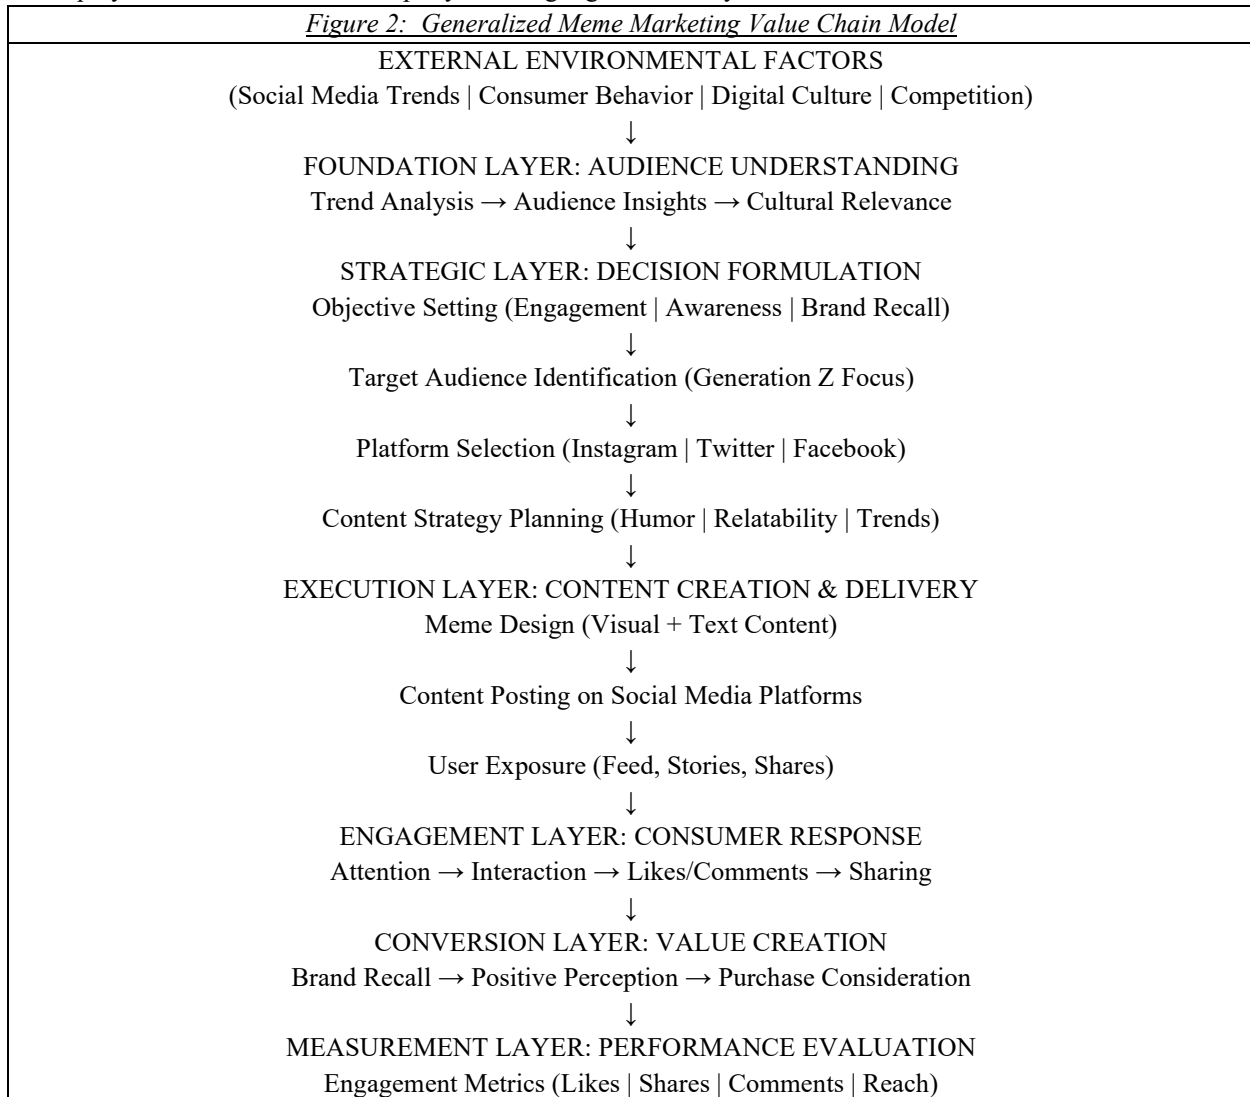 Figure 2:  Generalized Meme Marketing Value Chain Model
EXTERNAL ENVIRONMENTAL FACTORS
(Social Media Trends | Consumer Behavior | Digital Culture | Competition)
↓
FOUNDATION LAYER: AUDIENCE UNDERSTANDING
Trend Analysis → Audience Insights → Cultural Relevance
↓
STRATEGIC LAYER: DECISION FORMULATION
Objective Setting (Engagement | Awareness | Brand Recall)
↓
Target Audience Identification (Generation Z Focus)
↓
Platform Selection (Instagram | Twitter | Facebook)
↓
Content Strategy Planning (Humor | Relatability | Trends)
↓
EXECUTION LAYER: CONTENT CREATION & DELIVERY
Meme Design (Visual + Text Content)
↓
Content Posting on Social Media Platforms
↓
User Exposure (Feed, Stories, Shares)
↓
ENGAGEMENT LAYER: CONSUMER RESPONSE
Attention → Interaction → Likes/Comments → Sharing
↓
CONVERSION LAYER: VALUE CREATION
Brand Recall → Positive Perception → Purchase Consideration
↓
MEASUREMENT LAYER: PERFORMANCE EVALUATION
Engagement Metrics (Likes | Shares | Comments | Reach)